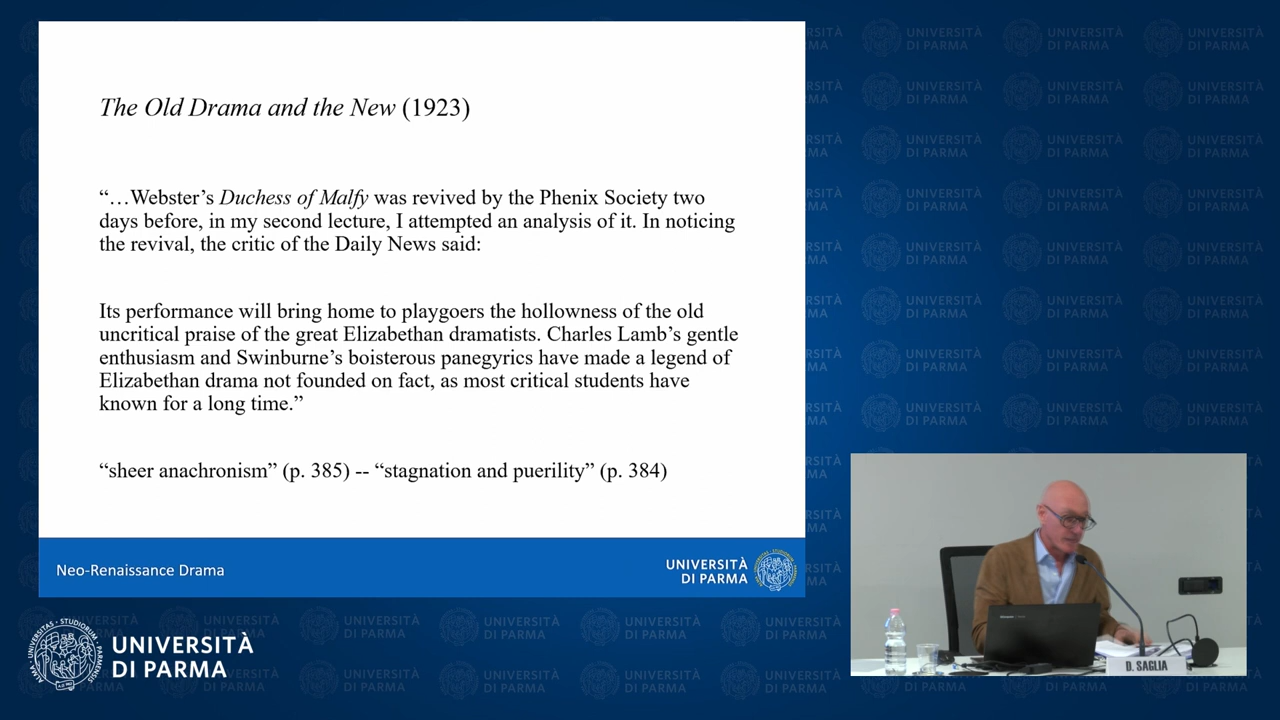 The Old Drama and the New (1923)
“…Webster’s Duchess of Malfy was revived by the Phenix Society two
days before, in my second lecture, I attempted an analysis of it. In noticing
the revival, the critic of the Daily News said:
Its performance will bring home to playgoers the hollowness of the old
uncritical praise of the great Elizabethan dramatists. Charles Lamb’s gentle
enthusiasm and Swinburne’s boisterous panegyrics have made a legend of
Elizabethan drama not founded on fact, as most critical students have
known for a long time.”
“sheer anachronism” (p. 385) -- “stagnation and puerility” (p. 384)
Neo-Renaissance Drama
UNIVERSITÀ
DI PARMA
UNIVERSITÀ
DI PARMA
D. SAGLIA